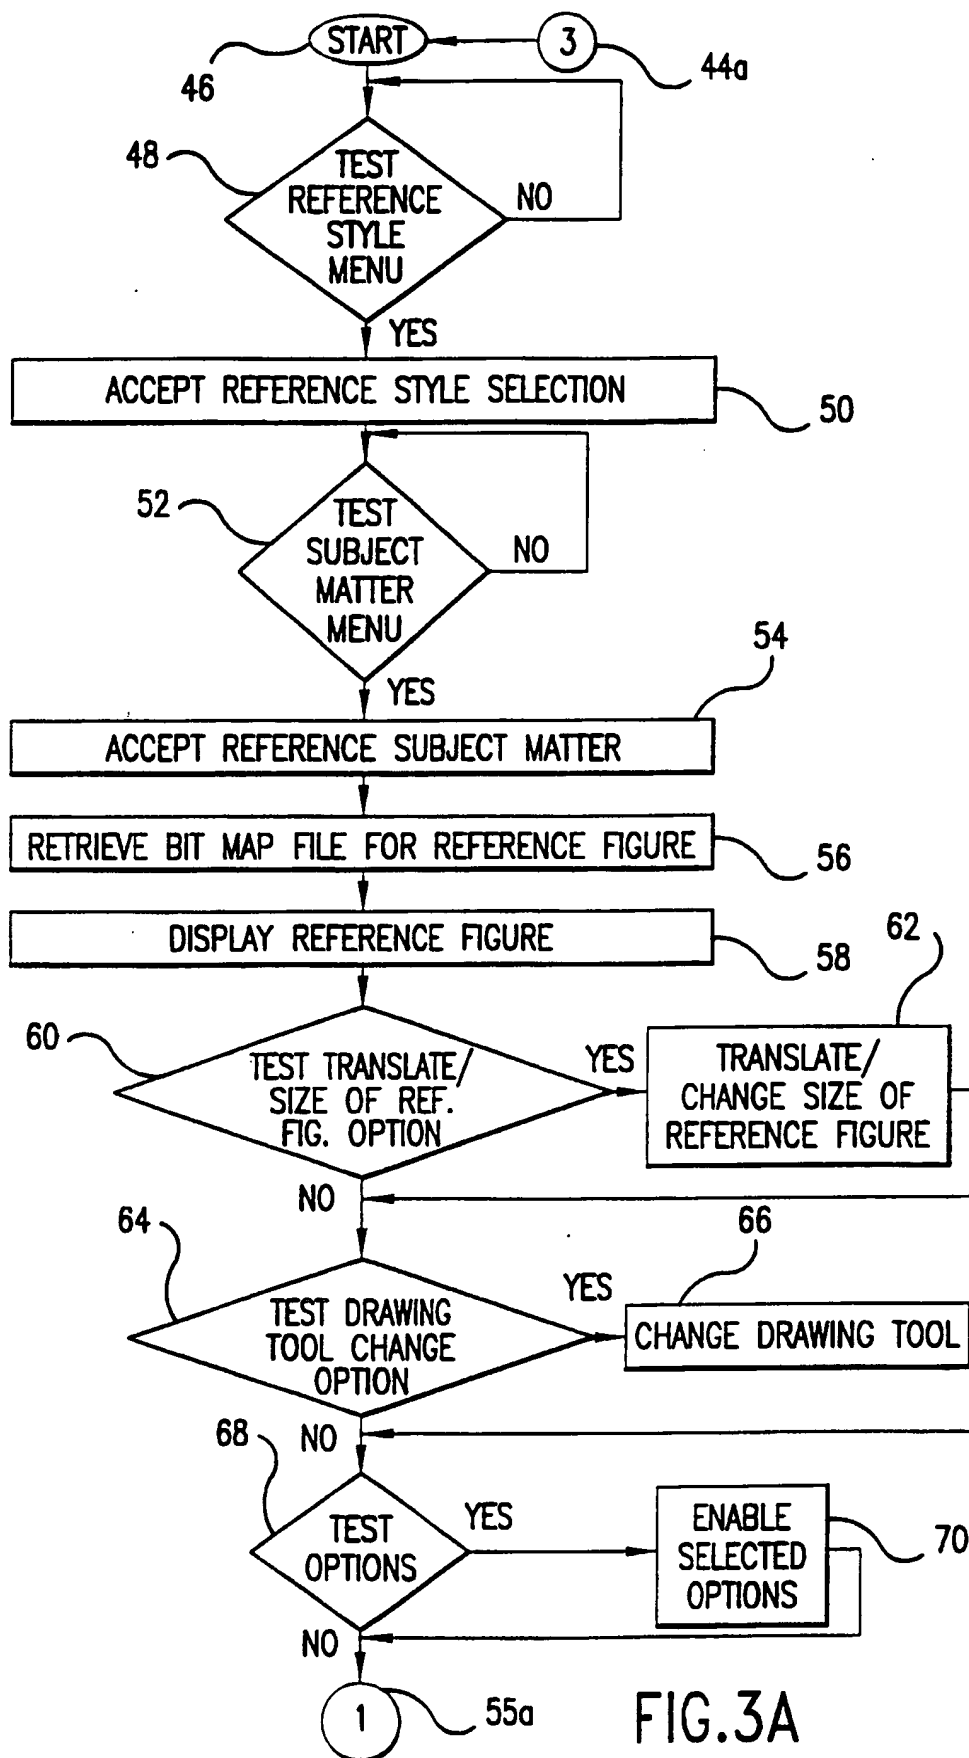 START
3
46
44a
48
TEST
REFERENCE
STYLE
MENU
NO
YES
ACCEPT REFERENCE STYLE SELECTION
50
52
TEST
SUBJECT
MATTER
MENU
NO
54
YES
ACCEPT REFERENCE SUBJECT MATTER
RETRIEVE BIT MAP FILE FOR REFERENCE FIGURE
56
DISPLAY REFERENCE FIGURE
58
62
60
TEST TRANSLATE/
SIZE OF REF.
FIG. OPTION
YES
TRANSLATE/
CHANGE SIZE OF
REFERENCE FIGURE
NO
64
66
TEST DRAWING
TOOL CHANGE
OPTION
YES
CHANGE DRAWING TOOL
68
NO
TEST
OPTIONS
YES
ENABLE
SELECTED
OPTIONS
70
NO
1
55a
FIG.3A